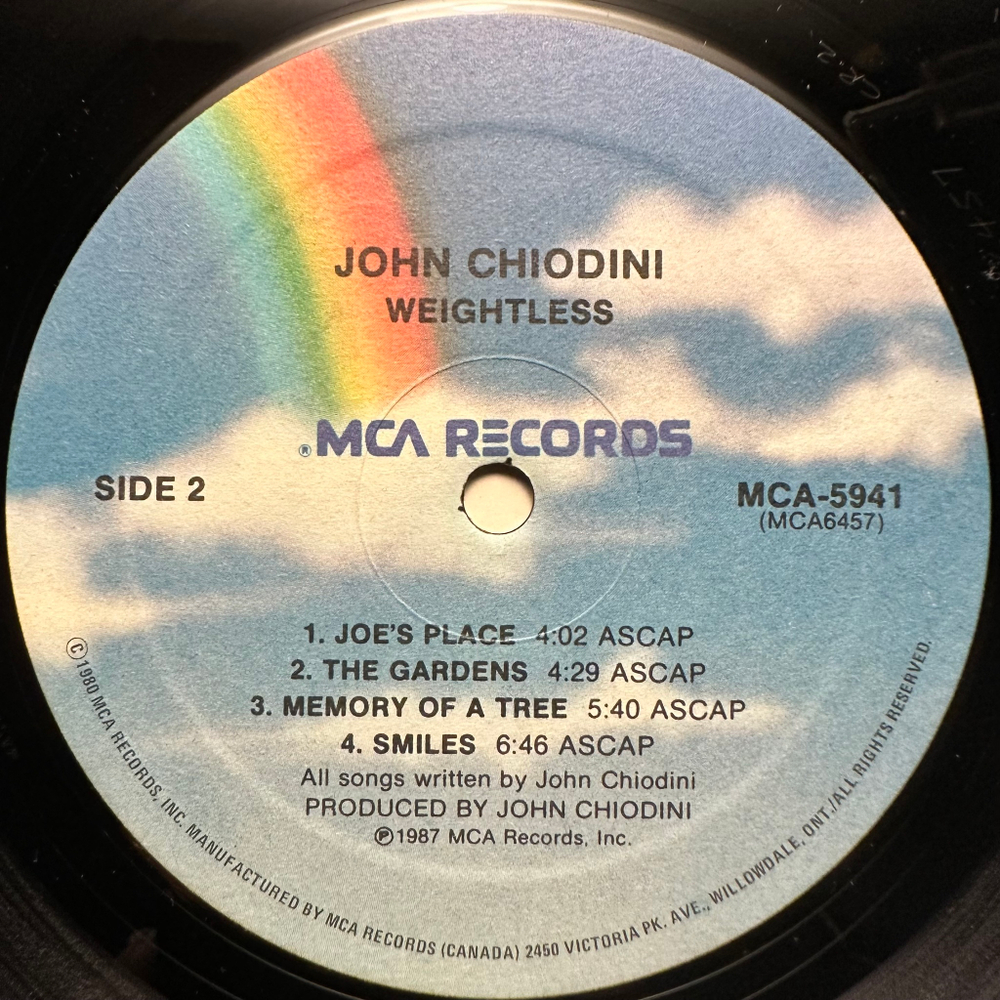 JOHN CHIODINI
WEIGHTLESS
®MCA RECORDS
SIDE 2
MCA-5941
(MCA6457)
1. JOE'S PLACE 4:02 ASCAP
2. THE GARDENS 4:29 ASCAP
3. MEMORY OF A TREE 5:40 ASCAP
4. SMILES 6:46 ASCAP
All songs written by John Chiodini
PRODUCED BY JOHN CHIODINI
℗1987 MCA Records, Inc.
©1980 MCA RECORDS, INC. MANUFACTURED BY MCA RECORDS (CANADA) 2450 VICTORIA PK. AVE., WILLOWDALE, ONT./ALL RIGHTS RESERVED.